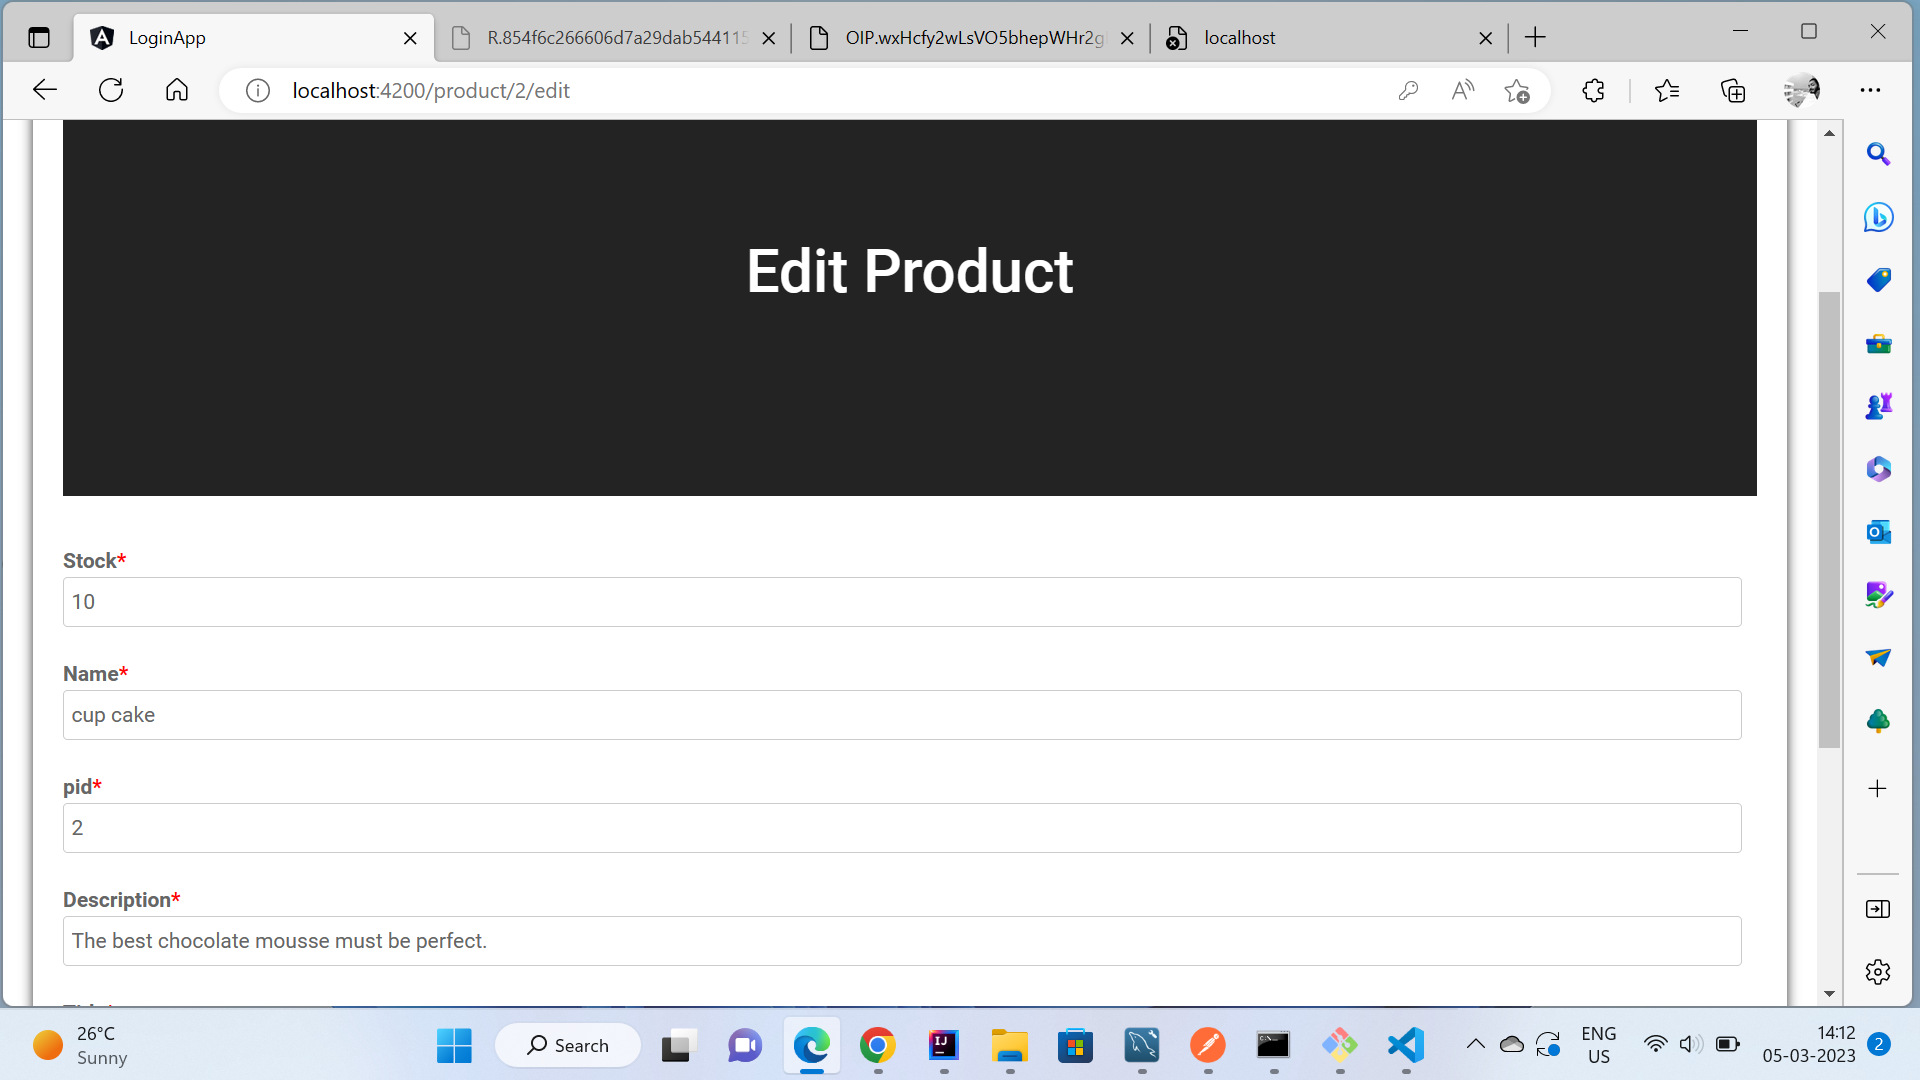 LoginApp
R.854f6c266606d7a29dab544115
OIP.wxHcfy2wLsVO5bhepWHr2g
localhost
localhost:4200/product/2/edit
Edit Product
Stock*
10
Name*
cup cake
pid*
2
Description*
The best chocolate mousse must be perfect.
26°C
Sunny
Search
ENG
US
14:12
05-03-2023
2